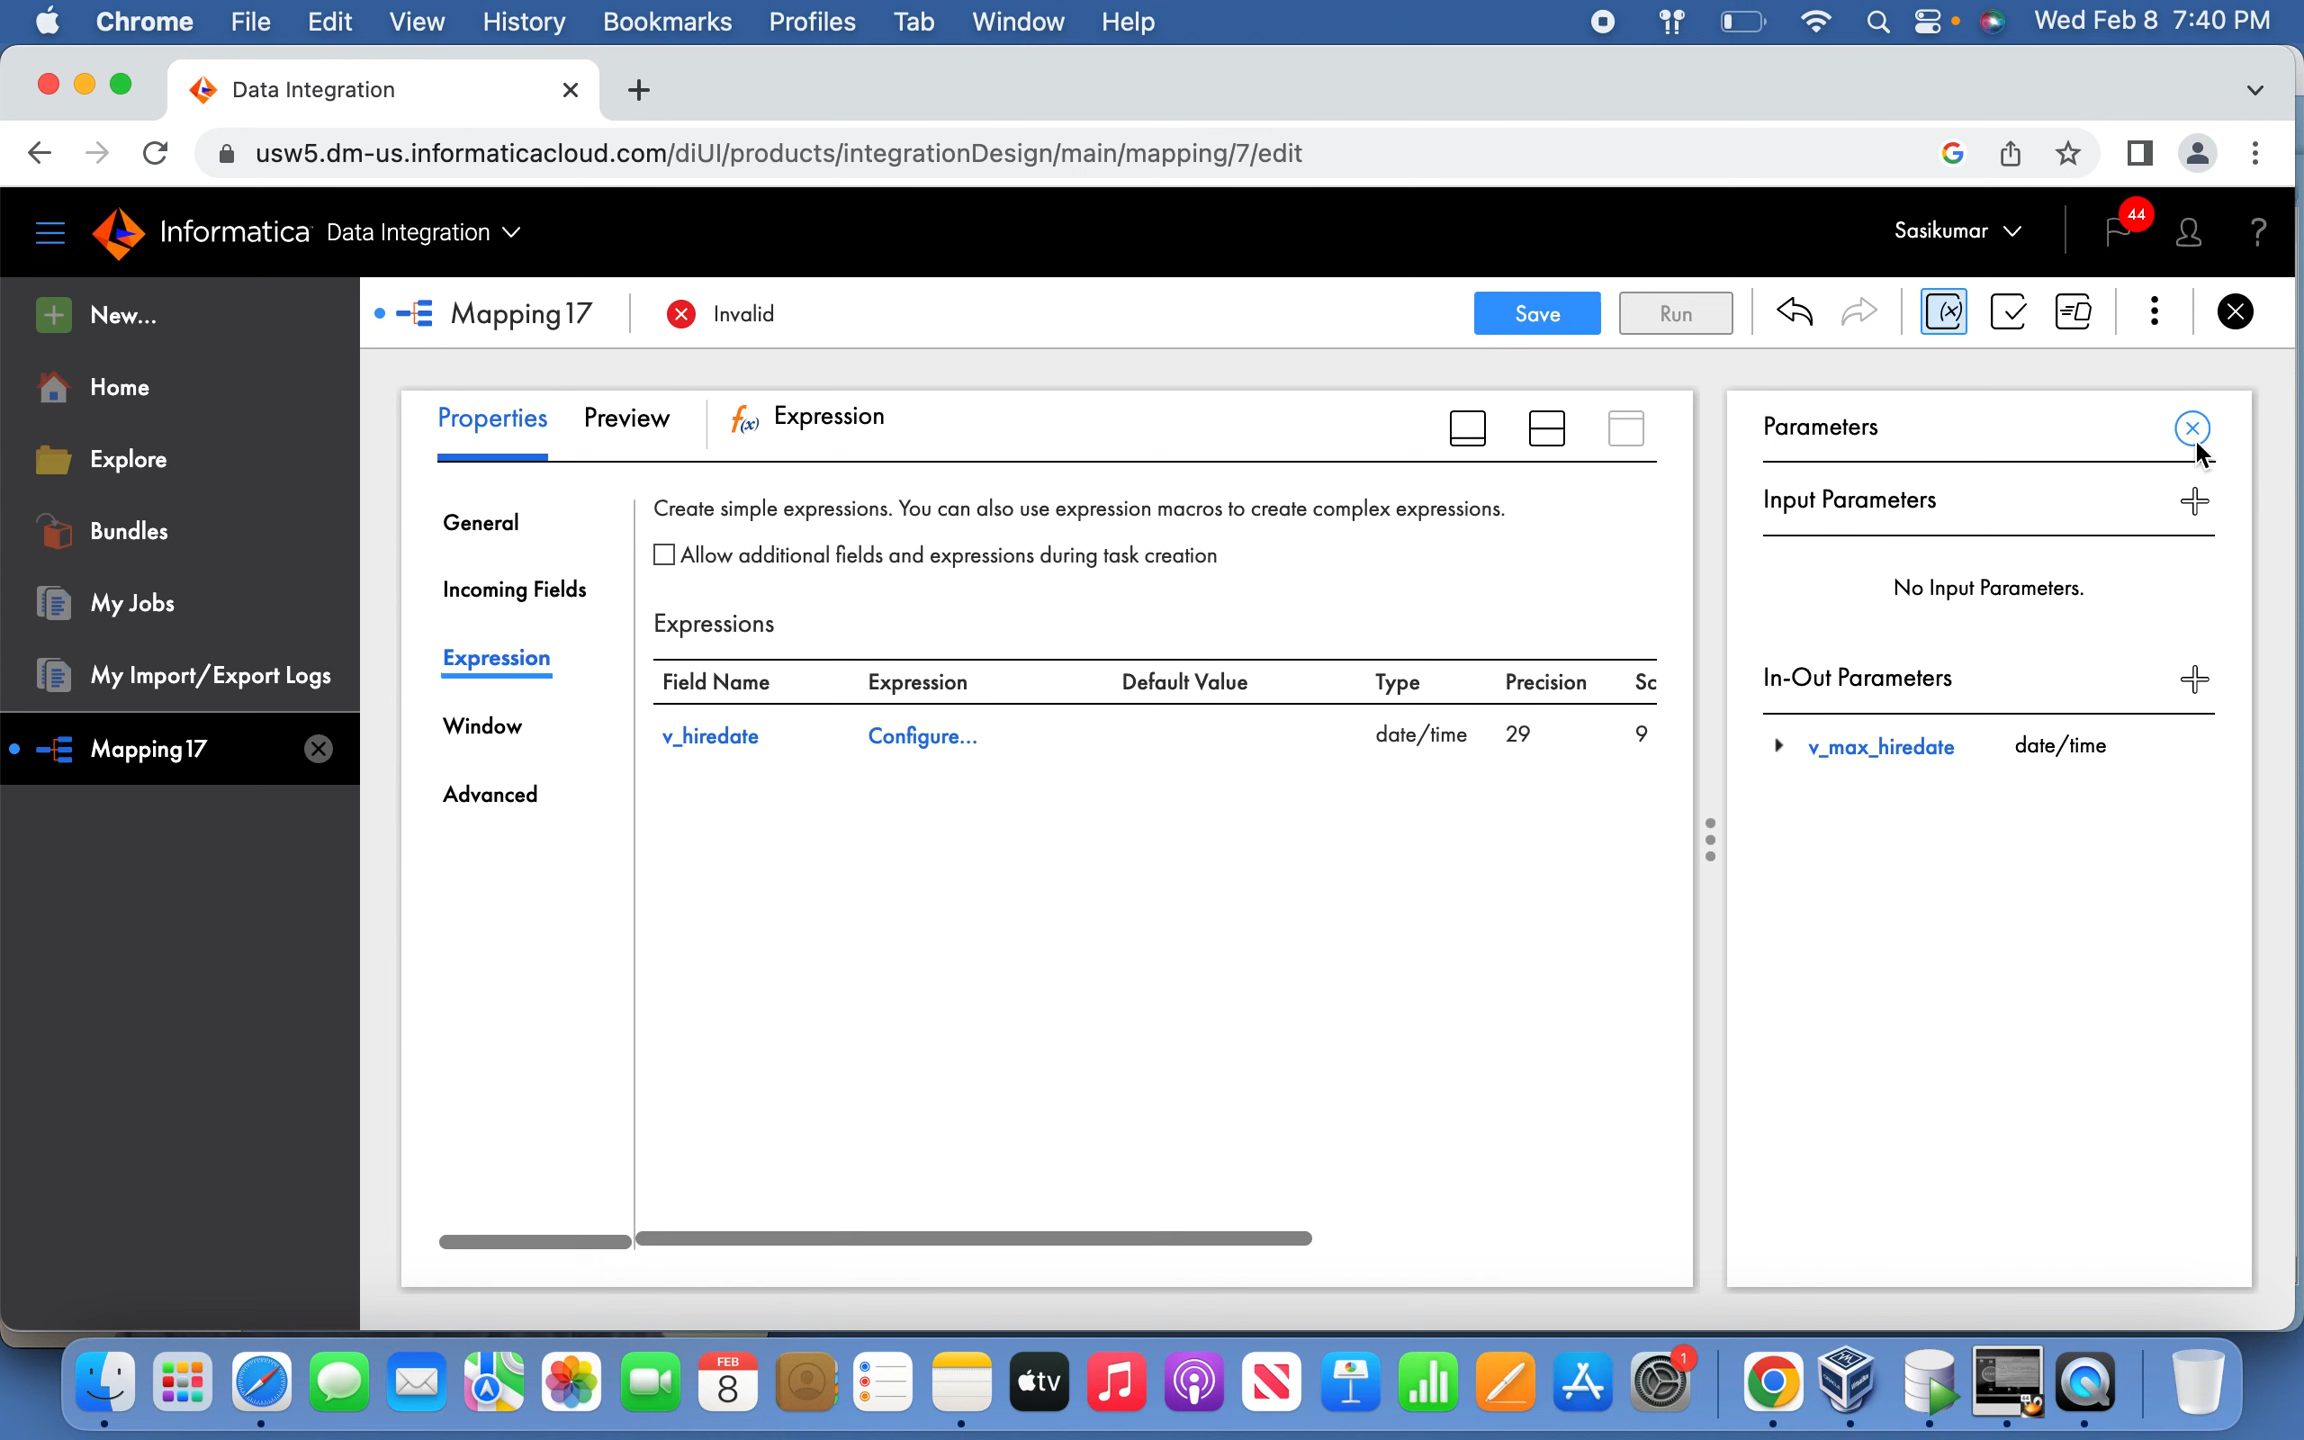 Chrome File Edit View History Bookmarks Profiles Tab Window Help Wed Feb 8 7:40 PM
Data Integration
usw5.dm-us.informaticacloud.com/diUI/products/integrationDesign/main/mapping/7/edit
Informatica Data Integration Sasikumar 44 ?
New...
Home
Explore
Bundles
My Jobs
My Import/Export Logs
Mapping17
Mapping17 Invalid Save Run
Properties Preview f(x) Expression
General
Incoming Fields
Expression
Window
Advanced
Create simple expressions. You can also use expression macros to create complex expressions.
Allow additional fields and expressions during task creation
Expressions
Field Name Expression Default Value Type Precision Sc
v_hiredate Configure... date/time 29 9
Parameters
Input Parameters
No Input Parameters.
In-Out Parameters
v_max_hiredate date/time
FEB
8
tv
1